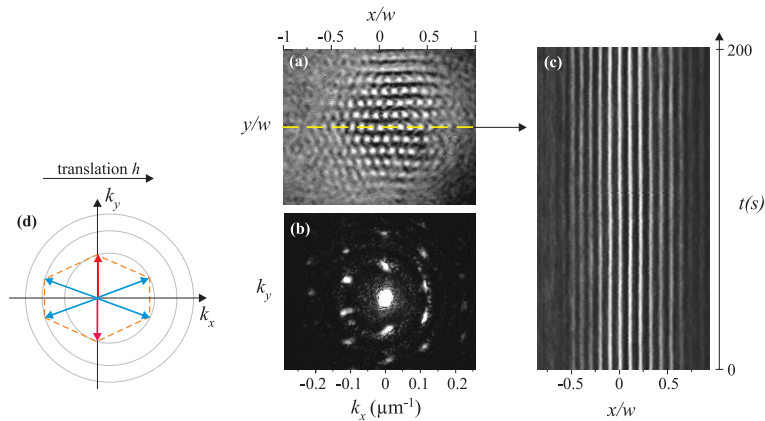 x/w
-1 -0.5 0 0.5 1
(a)
y/w
(b)
k_y
-0.2 -0.1 0 0.1 0.2
k_x (µm⁻¹)
(c)
200
t(s)
0
-0.5 0 0.5
x/w
translation h
k_y
(d)
k_x